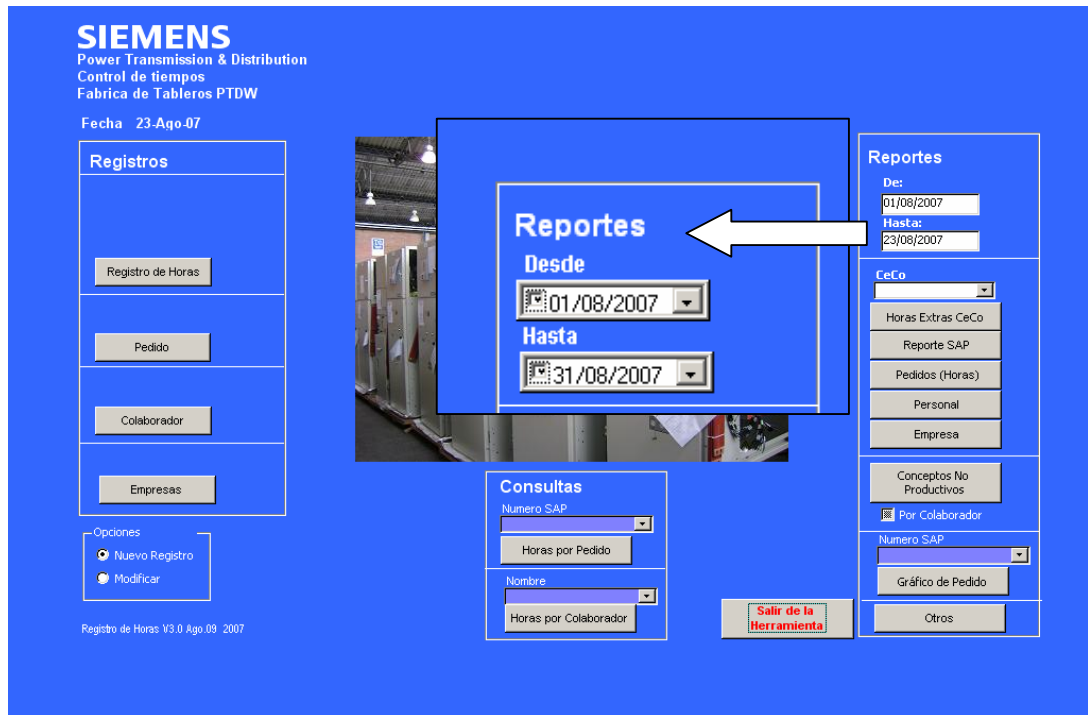 SIEMENS
Power Transmission & Distribution
Control de tiempos
Fabrica de Tableros PTDW
Fecha 23-Ago-07
Registros
Registro de Horas
Pedido
Colaborador
Empresas
Opciones
Nuevo Registro
Modificar
Registro de Horas V3.0 Ago.09 2007
Reportes
Desde
01/08/2007
Hasta
31/08/2007
Consultas
Numero SAP
Horas por Pedido
Nombre
Horas por Colaborador
Salir de la
Herramienta
Reportes
De:
01/08/2007
Hasta:
23/08/2007
CeCo
Horas Extras CeCo
Reporte SAP
Pedidos (Horas)
Personal
Empresa
Conceptos No
Productivos
Por Colaborador
Numero SAP
Gráfico de Pedido
Otros